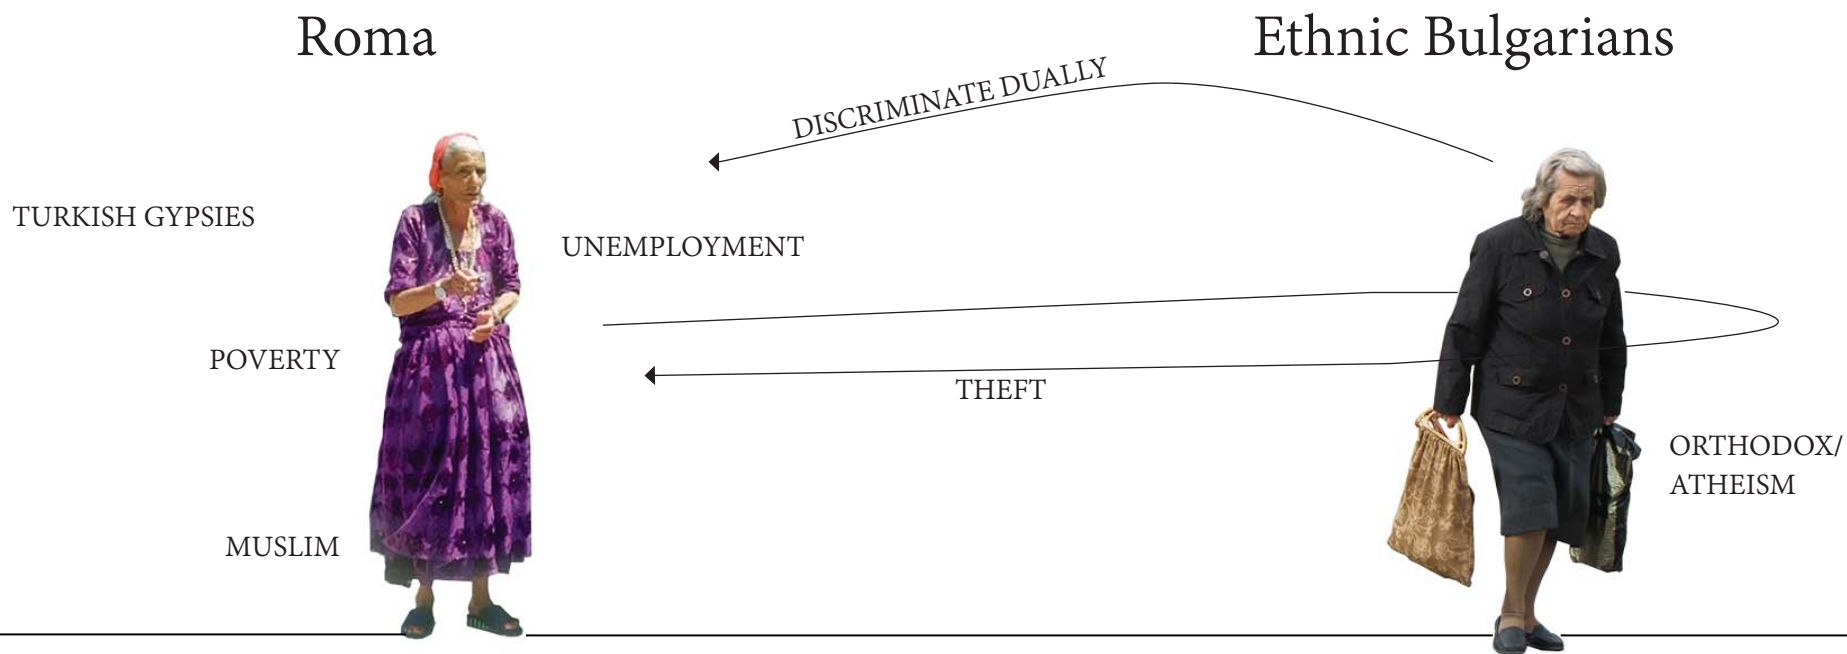 Roma
Ethnic Bulgarians
DISCRIMINATE DUALLY
TURKISH GYPSIES
UNEMPLOYMENT
POVERTY
THEFT
ORTHODOX/
ATHEISM
MUSLIM